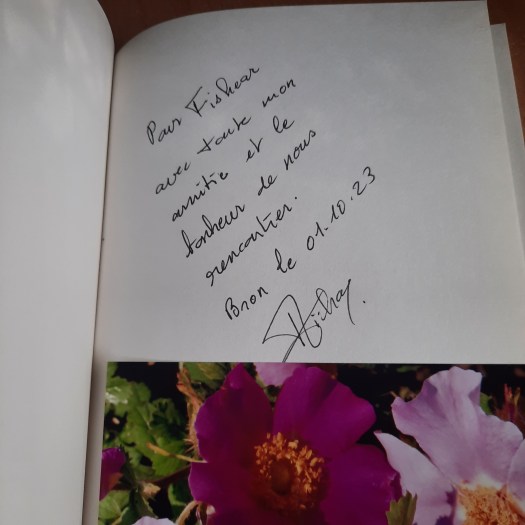 Pour Fishear
avec toute mon
amitié et le
bonheur de nous
rencontrer.
Bron le 01.10.23